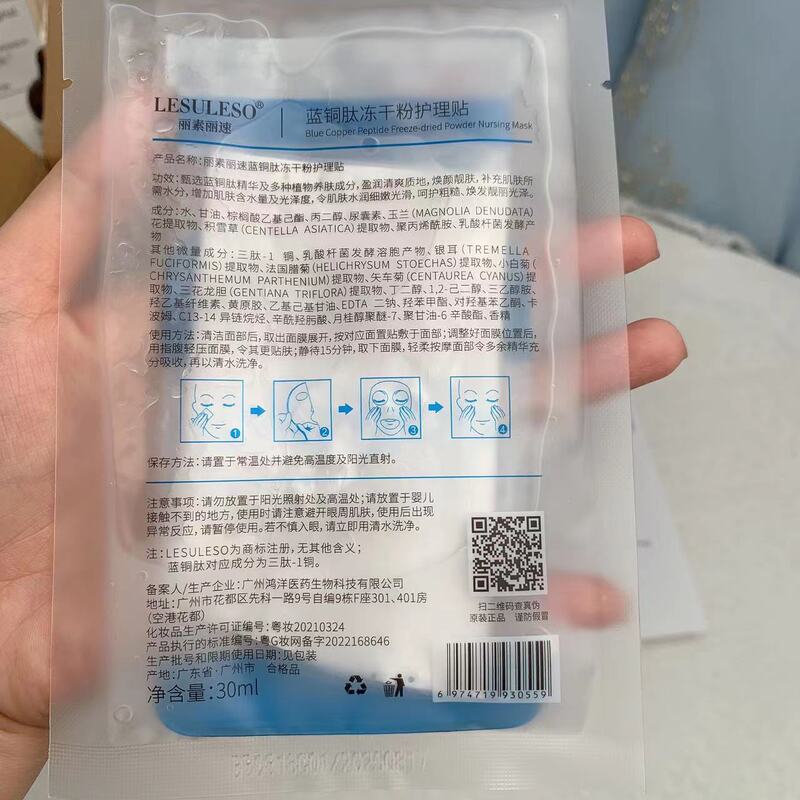 LESULESO®
丽素丽速
蓝铜肽冻干粉护理贴
Blue Copper Peptide Freeze-dried Powder Nursing Mask
产品名称：丽素丽速蓝铜肽冻干粉护理贴
功效：甄选蓝铜肽精华及多种植物养肤成分，盈润清爽质地，焕颜靓肤，补充肌肤所
需水分，增加肌肤含水量及光泽度，令肌肤水润细嫩光滑，呵护粗糙，焕发靓丽光泽。
成分：水、甘油、棕榈酸乙基己酯、丙二醇、尿囊素、玉兰（MAGNOLIA DENUDATA）
花提取物、积雪草（CENTELLA ASIATICA）提取物、聚丙烯酰胺、乳酸杆菌发酵产
物
其他微量成分：三肽-1 铜、乳酸杆菌发酵溶胞产物、银耳（TREMELLA
FUCIFORMIS）提取物、法国腊菊（HELICHRYSUM STOECHAS）提取物、小白菊（
CHRYSANTHEMUM PARTHENIUM）提取物、矢车菊（CENTAUREA CYANUS）提
取物、三花龙胆（GENTIANA TRIFLORA）提取物、丁二醇、1,2-己二醇、三乙醇胺、
羟乙基纤维素、黄原胶、乙基己基甘油、EDTA 二钠、羟苯甲酯、对羟基苯乙酮、卡
波姆、C13-14 异链烷烃、辛酰羟肟酸、月桂醇聚醚-7、聚甘油-6 辛酸酯、香精
使用方法：清洁面部后，取出面膜展开，按对应面置贴敷于面部；调整好面膜位置后，
用指腹轻压面膜，令其更贴肤；静待15分钟，取下面膜，轻柔按摩面部令多余精华充
分吸收，再以清水洗净。
1 2 3 4
保存方法：请置于常温处并避免高温度及阳光直射。
注意事项：请勿放置于阳光照射处及高温处；请放置于婴儿
接触不到的地方，使用时请注意避开眼周肌肤，使用后出现
异常反应，请暂停使用。若不慎入眼，请立即用清水洗净。
注：LESULESO为商标注册，无其他含义；
蓝铜肽对应成分为三肽-1铜。
扫二维码查真伪
原装正品 谨防假冒
备案人/生产企业：广州鸿洋医药生物科技有限公司
地址：广州市花都区先科一路9号自编9栋F座301、401房
（空港花都）
化妆品生产许可证编号：粤妆20210324
产品执行的标准编号：粤G妆网备字2022168646
生产批号和限期使用日期：见包装
产地：广东省·广州市 合格品
净含量：30ml
6 974719 930559